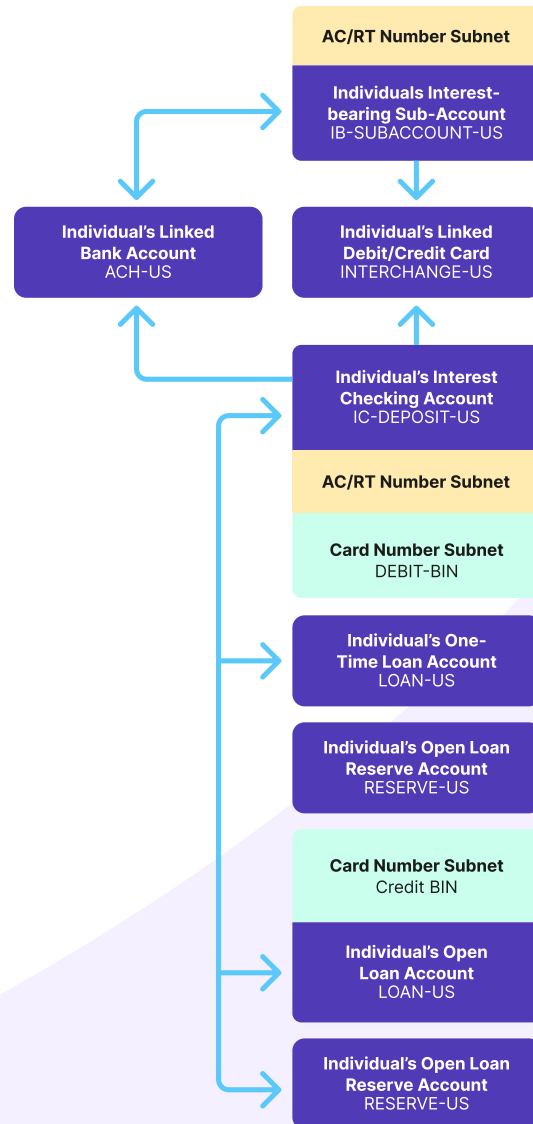 AC/RT Number Subnet
Individuals Interest-
bearing Sub-Account
IB-SUBACCOUNT-US
Individual’s Linked
Bank Account
ACH-US
Individual’s Linked
Debit/Credit Card
INTERCHANGE-US
Individual’s Interest
Checking Account
IC-DEPOSIT-US
AC/RT Number Subnet
Card Number Subnet
DEBIT-BIN
Individual’s One-
Time Loan Account
LOAN-US
Individual’s Open Loan
Reserve Account
RESERVE-US
Card Number Subnet
Credit BIN
Individual’s Open
Loan Account
LOAN-US
Individual’s Open Loan
Reserve Account
RESERVE-US